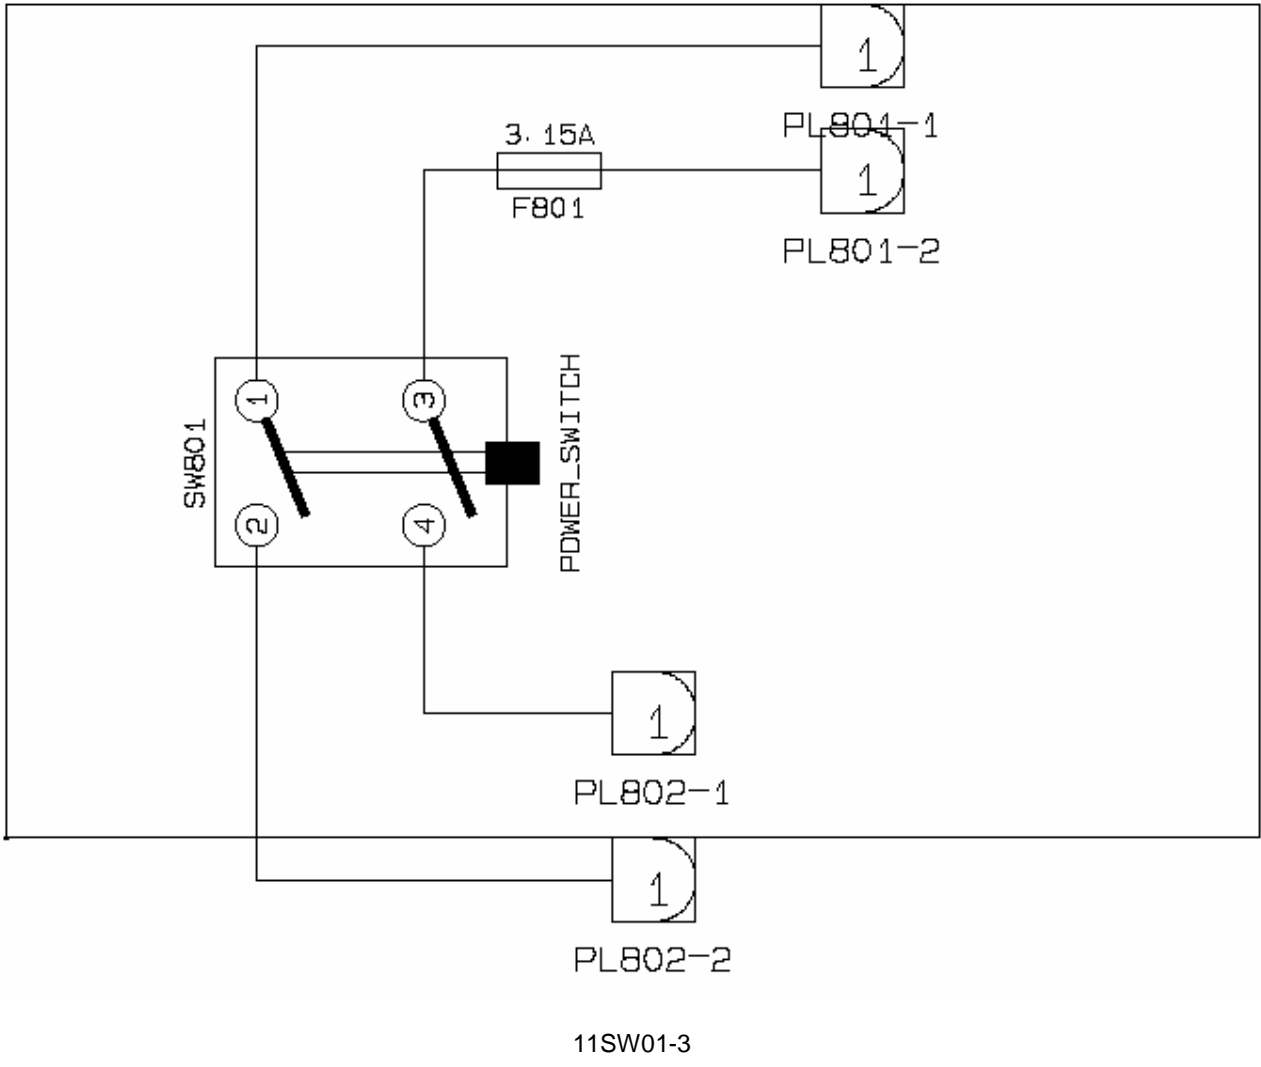 1
PL801-1
3.15A
1
F801
PL801-2
POWER_SWITCH
SW801
1
3
2
4
1
PL802-1
1
PL802-2
11SW01-3